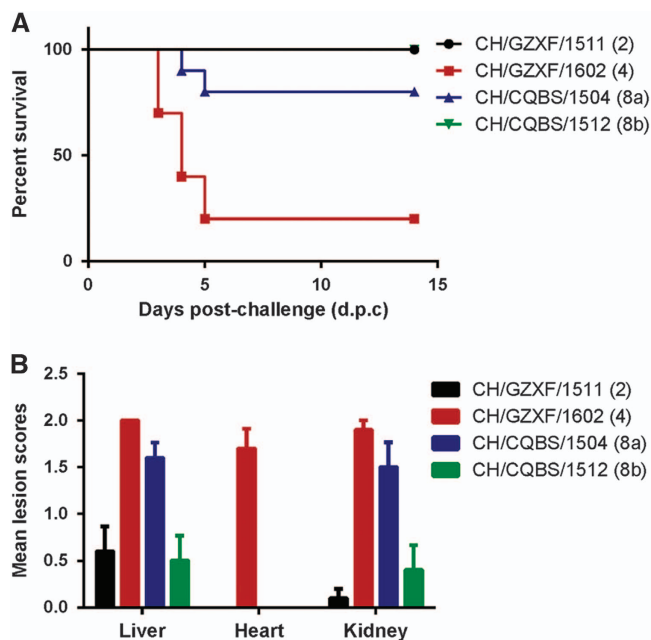 A
Percent survival
100
50
0
0 5 10 15
Days post-challenge (d.p.c)
CH/GZXF/1511 (2)
CH/GZXF/1602 (4)
CH/CQBS/1504 (8a)
CH/CQBS/1512 (8b)
B
Mean lesion scores
2.5
2.0
1.5
1.0
0.5
0.0
Liver Heart Kidney
CH/GZXF/1511 (2)
CH/GZXF/1602 (4)
CH/CQBS/1504 (8a)
CH/CQBS/1512 (8b)